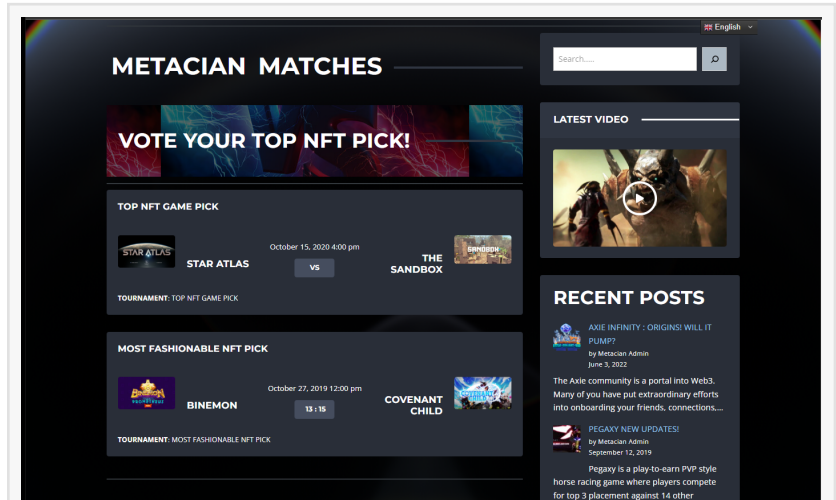 English
METACIAN MATCHES
VOTE YOUR TOP NFT PICK!
TOP NFT GAME PICK
STAR ATLAS
STAR ATLAS
October 15, 2020 4:00 pm
VS
THE
SANDBOX
SANDBOX
TOURNAMENT: TOP NFT GAME PICK
MOST FASHIONABLE NFT PICK
BINEMON
BINEMON
October 27, 2019 12:00 pm
13 : 15
COVENANT
CHILD
TOURNAMENT: MOST FASHIONABLE NFT PICK
Search.....
LATEST VIDEO
RECENT POSTS
AXIE INFINITY : ORIGINS! WILL IT
PUMP?
by Metacian Admin
June 3, 2022
The Axie community is a portal into Web3.
Many of you have put extraordinary efforts
into onboarding your friends, connections,...
PEGAXY NEW UPDATES!
by Metacian Admin
September 12, 2019
Pegaxy is a play-to-earn PVP style
horse racing game where players compete
for top 3 placement against 14 other